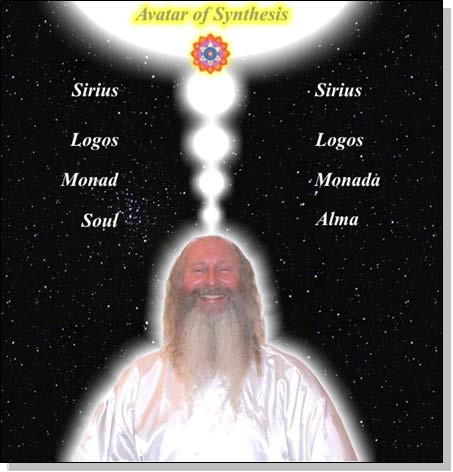 Avatar of Synthesis
Sirius Sirius
Logos Logos
Monad Monada
Soul Alma